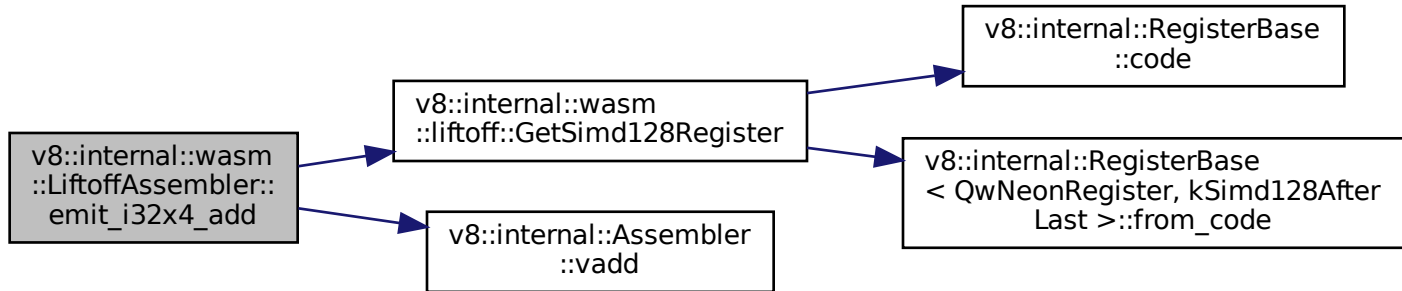 v8::internal::wasm
::LiftoffAssembler::
emit_i32x4_add
v8::internal::wasm
::liftoff::GetSimd128Register
v8::internal::Assembler
::vadd
v8::internal::RegisterBase
::code
v8::internal::RegisterBase
< QwNeonRegister, kSimd128After
Last >::from_code